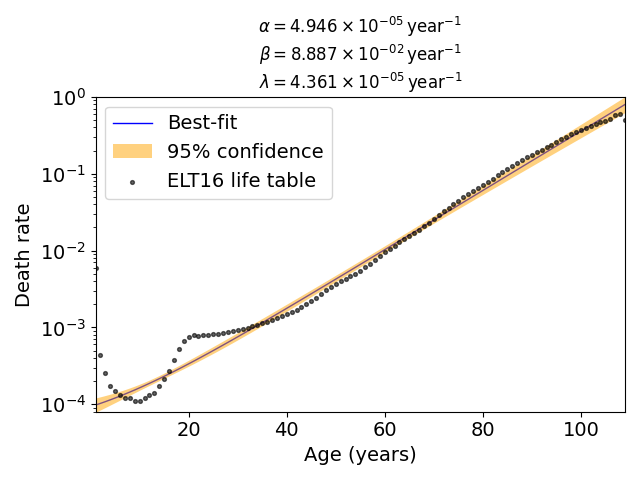 α = 4.946 × 10⁻⁰⁵ year⁻¹
β = 8.887 × 10⁻⁰² year⁻¹
λ = 4.361 × 10⁻⁰⁵ year⁻¹
10⁰
10⁻¹
10⁻²
10⁻³
10⁻⁴
Death rate
Best-fit
95% confidence
ELT16 life table
20 40 60 80 100
Age (years)